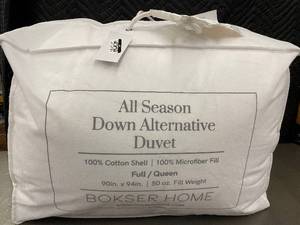 All Season
Down Alternative
Duvet
100% Cotton Shell | 100% Microfiber Fill
Full / Queen
90in. x 94in. | 50 oz. Fill Weight
BOKSER HOME